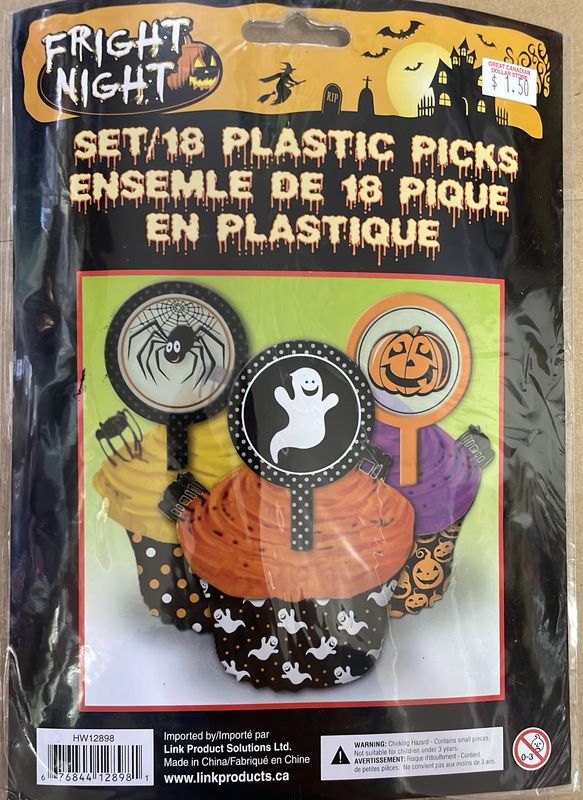 FRIGHT
NIGHT
RIP
GREAT CANADIAN
DOLLAR STORE
$ 1.50
SET/18 PLASTIC PICKS
ENSEMLE DE 18 PIQUE
EN PLASTIQUE
HW12898
6 76844 12898 1
Imported by/Importé par
Link Product Solutions Ltd.
Made in China/Fabriqué en Chine
www.linkproducts.ca
WARNING: Choking Hazard - Contains small pieces.
Not suitable for children under 3 years.
AVERTISSEMENT: Risque d'étouffement - Contient
de petites pièces. Ne convient pas aux moins de 3 ans.
0-3